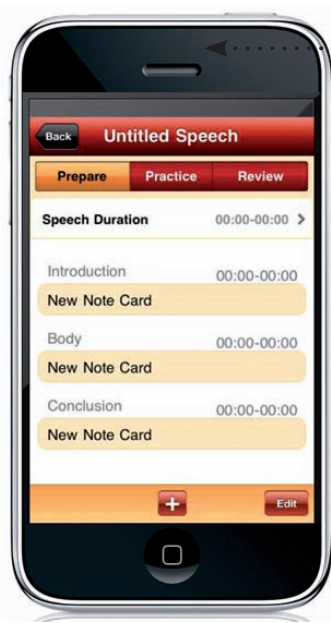 Back Untitled Speech
Prepare Practice Review
Speech Duration 00:00-00:00 >
Introduction 00:00-00:00
New Note Card
Body 00:00-00:00
New Note Card
Conclusion 00:00-00:00
New Note Card
+ Edit